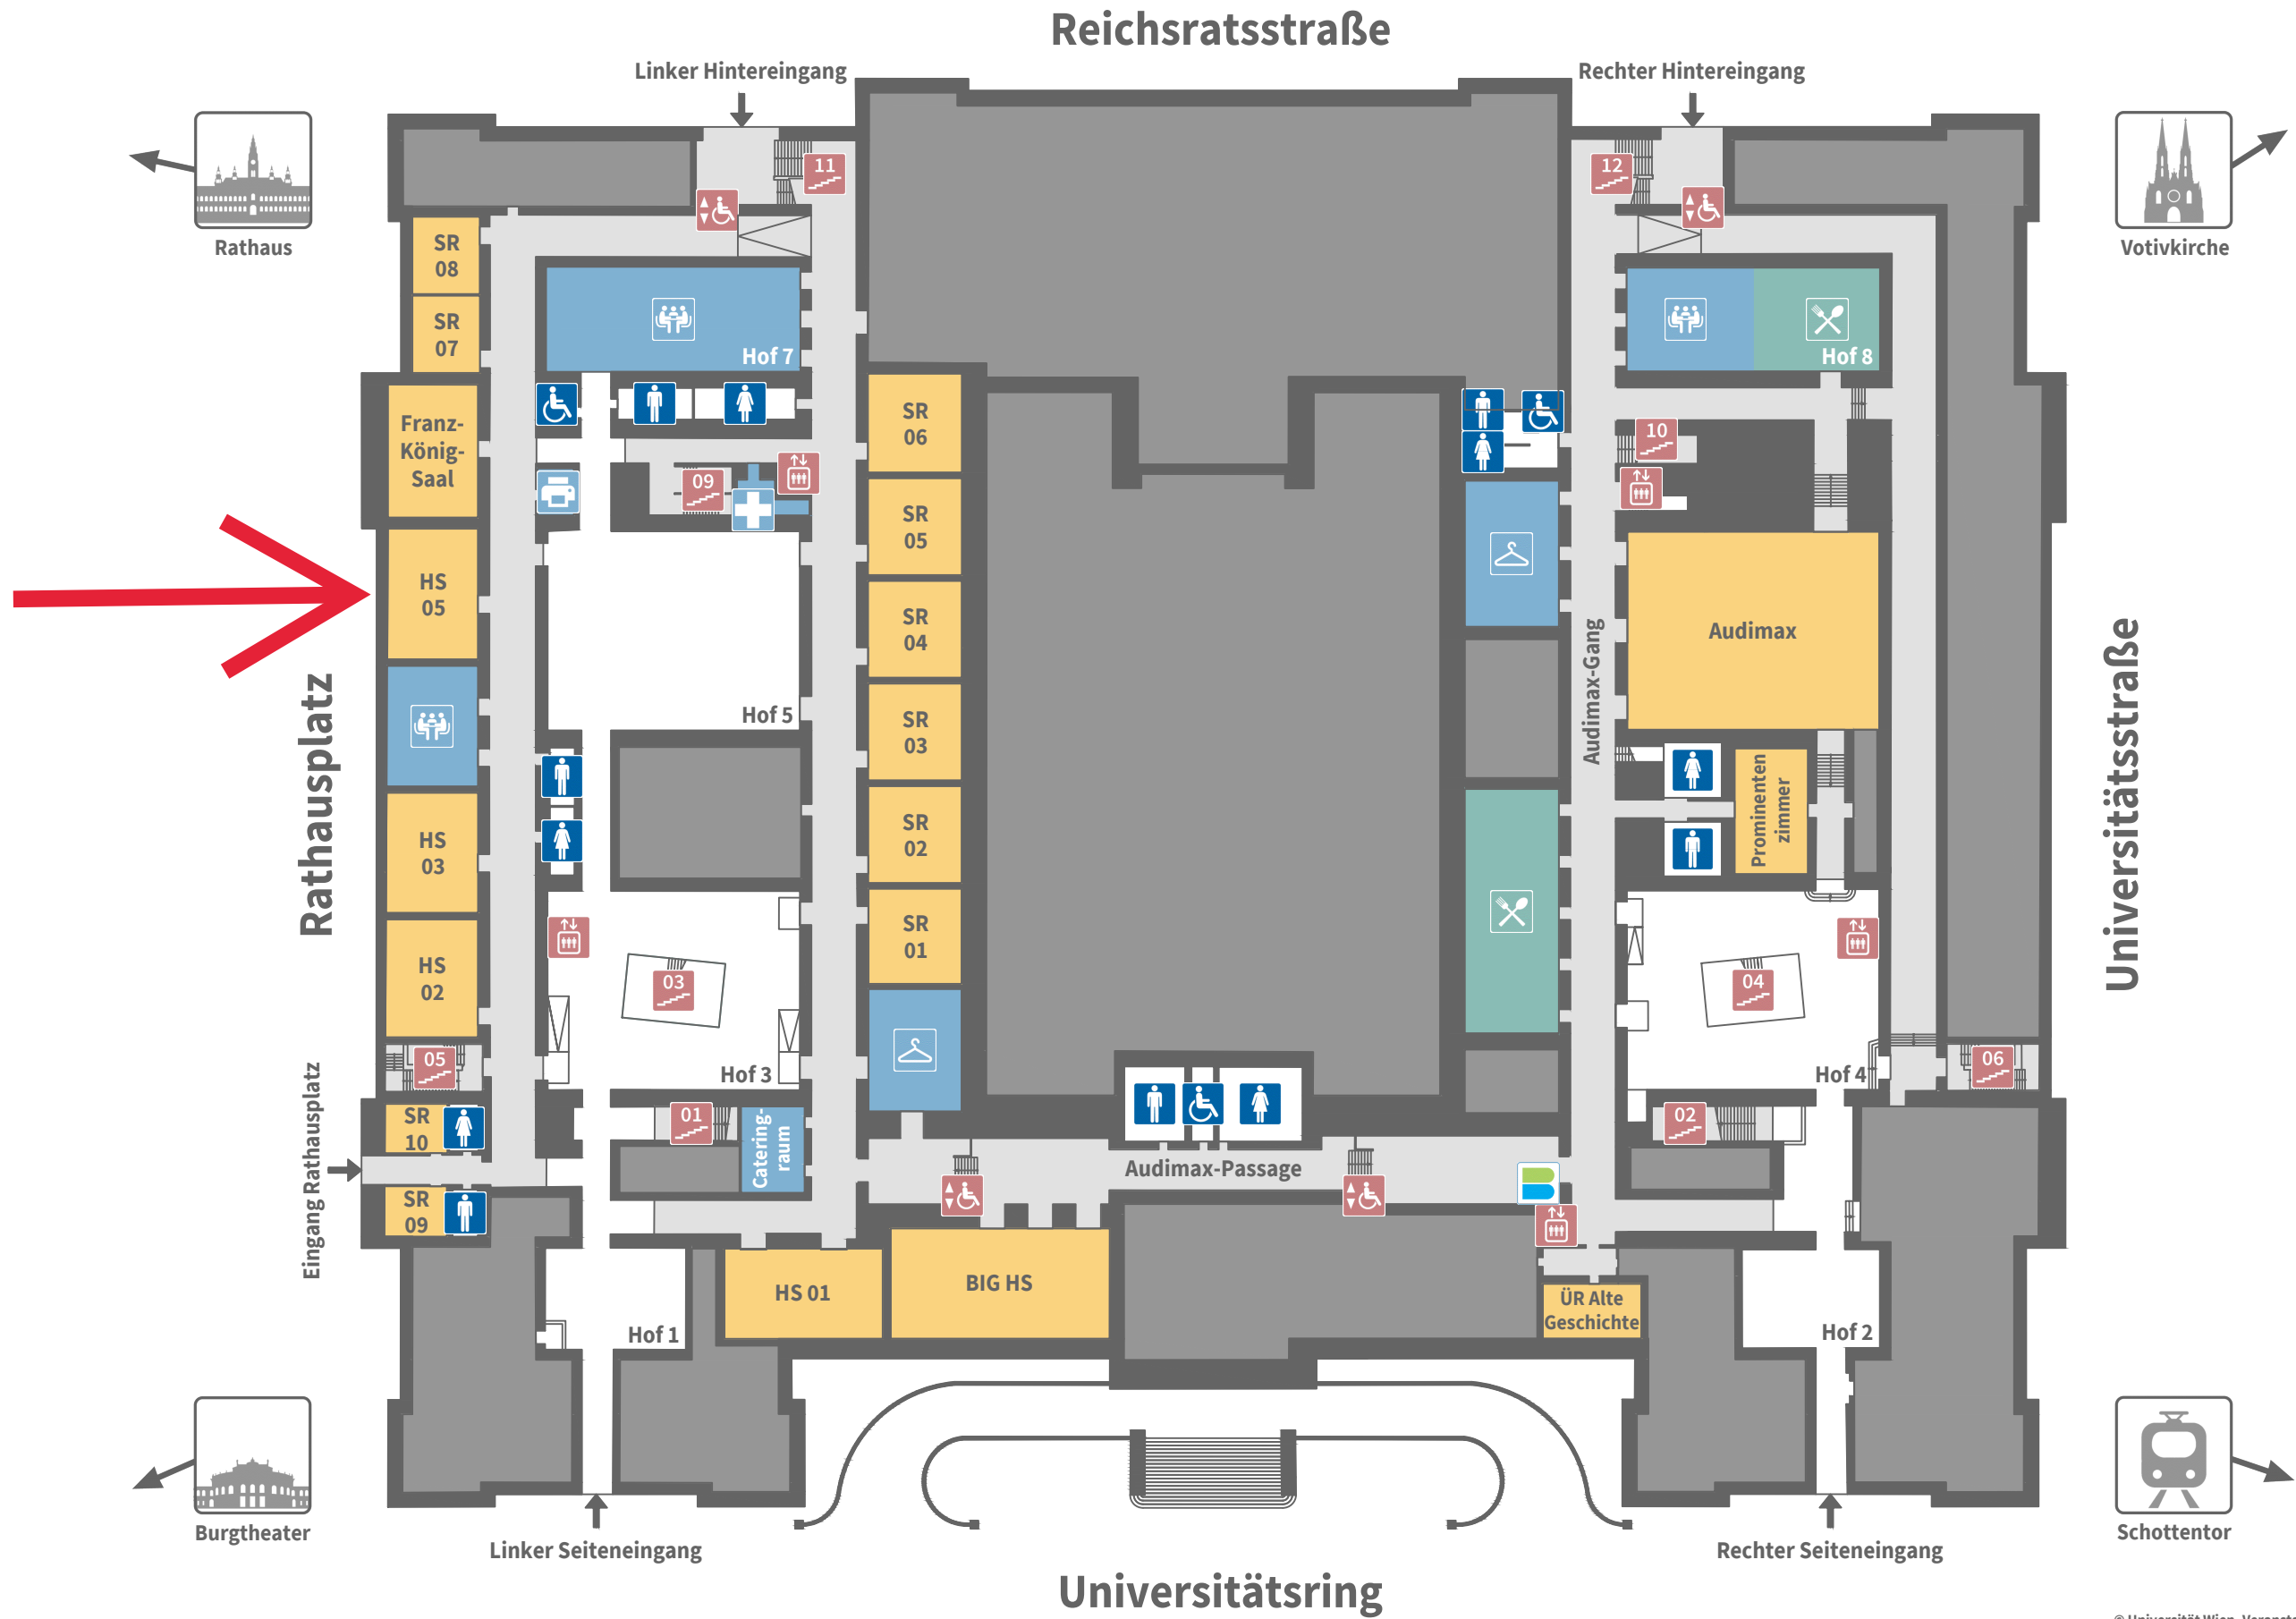 Reichsratsstraße
Linker Hintereingang
Rechter Hintereingang
Rathaus
Votivkirche
11
12
SR
08
SR
07
Hof 7
Hof 8
Franz-
König-
Saal
SR
06
10
09
SR
05
HS
05
SR
04
Audimax
Audimax-Gang
Rathausplatz
Universitätsstraße
Hof 5
SR
03
HS
03
SR
02
Prominenten
zimmer
HS
02
SR
01
03
04
05
Hof 3
Hof 4
06
SR
10
01
Catering-
raum
02
Eingang Rathausplatz
Audimax-Passage
SR
09
HS 01
BIG HS
ÜR Alte
Geschichte
Hof 1
Hof 2
Burgtheater
Schottentor
Linker Seiteneingang
Rechter Seiteneingang
Universitätsring